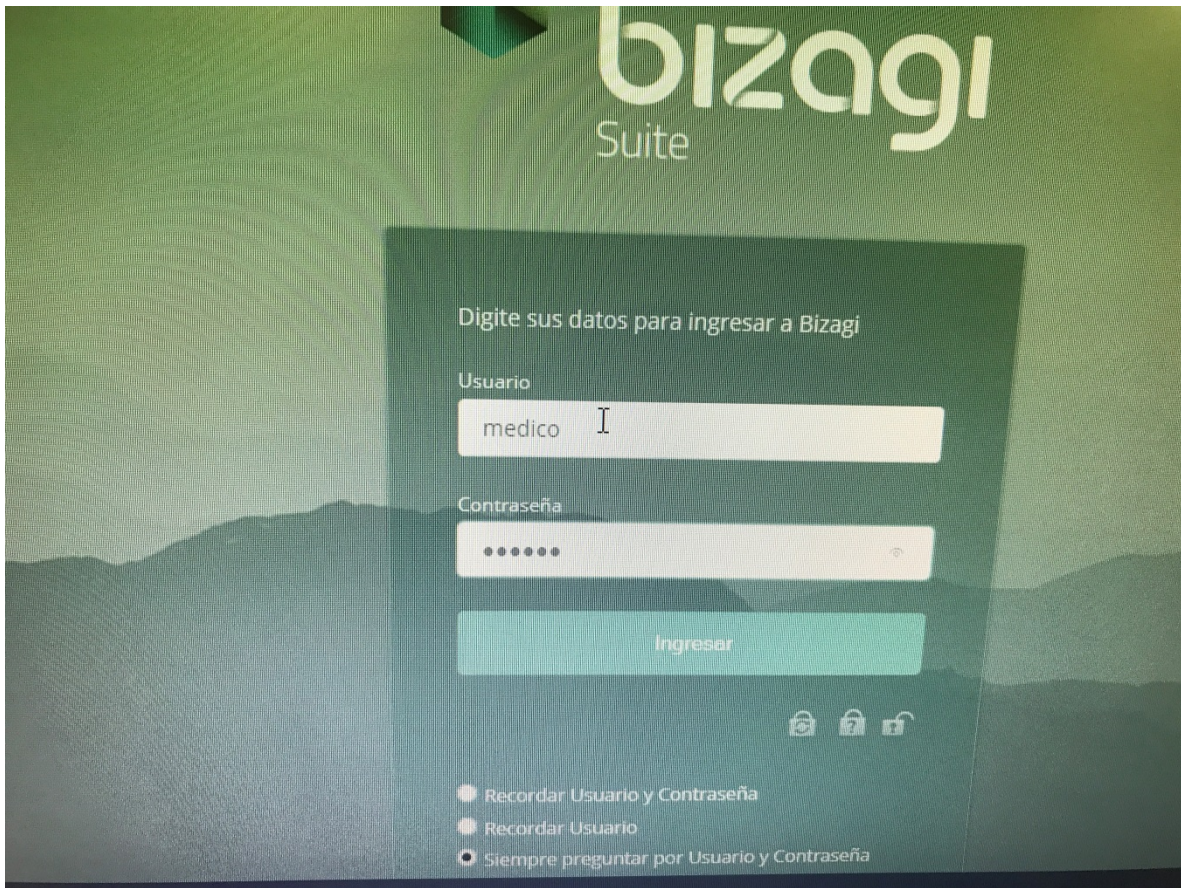 bizagi
Suite
Digite sus datos para ingresar a Bizagi
Usuario
medico
Contraseña
••••••
Ingresar
?
Recordar Usuario y Contraseña
Recordar Usuario
Siempre preguntar por Usuario y Contraseña